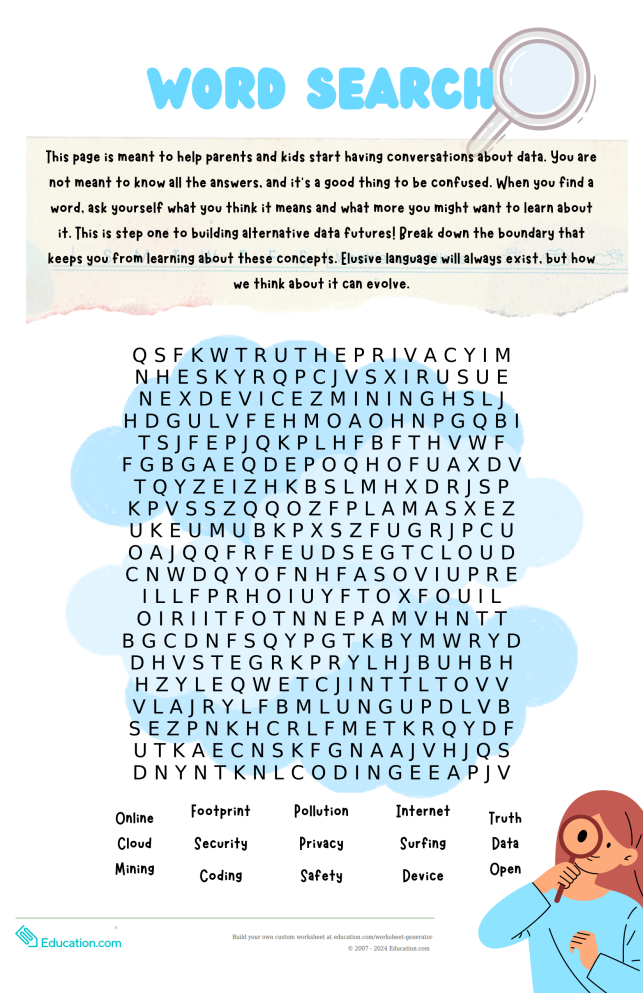 WORD SEARCH
This page is meant to help parents and kids start having conversations about data. You are
not meant to know all the answers, and it's a good thing to be confused. When you find a
word, ask yourself what you think it means and what more you might want to learn about
it. This is step one to building alternative data futures! Break down the boundary that
keeps you from learning about these concepts. Elusive language will always exist, but how
we think about it can evolve.
Q S F K W T R U T H E P R I V A C Y I M
N H E S K Y R Q P C J V S X I R U S U E
N E X D E V I C E Z M I N I N G H S L J
H D G U L V F E H M O A O H N P G Q B I
T S J F E P J Q K P L H F B F T H V W F
F G B G A E Q D E P O Q H O F U A X D V
T Q Y Z E I Z H K B S L M H X D R J S P
K P V S S Z Q Q O Z F P L A M A S X E Z
U K E U M U B K P X S Z F U G R J P C U
O A J Q Q F R F E U D S E G T C L O U D
C N W D Q Y O F N H F A S O V I U P R E
I L L F P R H O I U Y F T O X F O U I L
O I R I I T F O T N N E P A M V H N T T
B G C D N F S Q Y P G T K B Y M W R Y D
D H V S T E G R K P R Y L H J B U H B H
H Z Y L E Q W E T C J I N T T L T O V V
V L A J R Y L F B M L U N G U P D L V B
S E Z P N K H C R L F M E T K R Q Y D F
U T K A E C N S K F G N A A J V H J Q S
D N Y N T K N L C O D I N G E E A P J V
Online Footprint Pollution Internet Truth
Cloud Security Privacy Surfing Data
Mining Coding Safety Device Open
Education.com
Build your own custom worksheet at education.com/worksheet-generator
© 2007 - 2024 Education.com